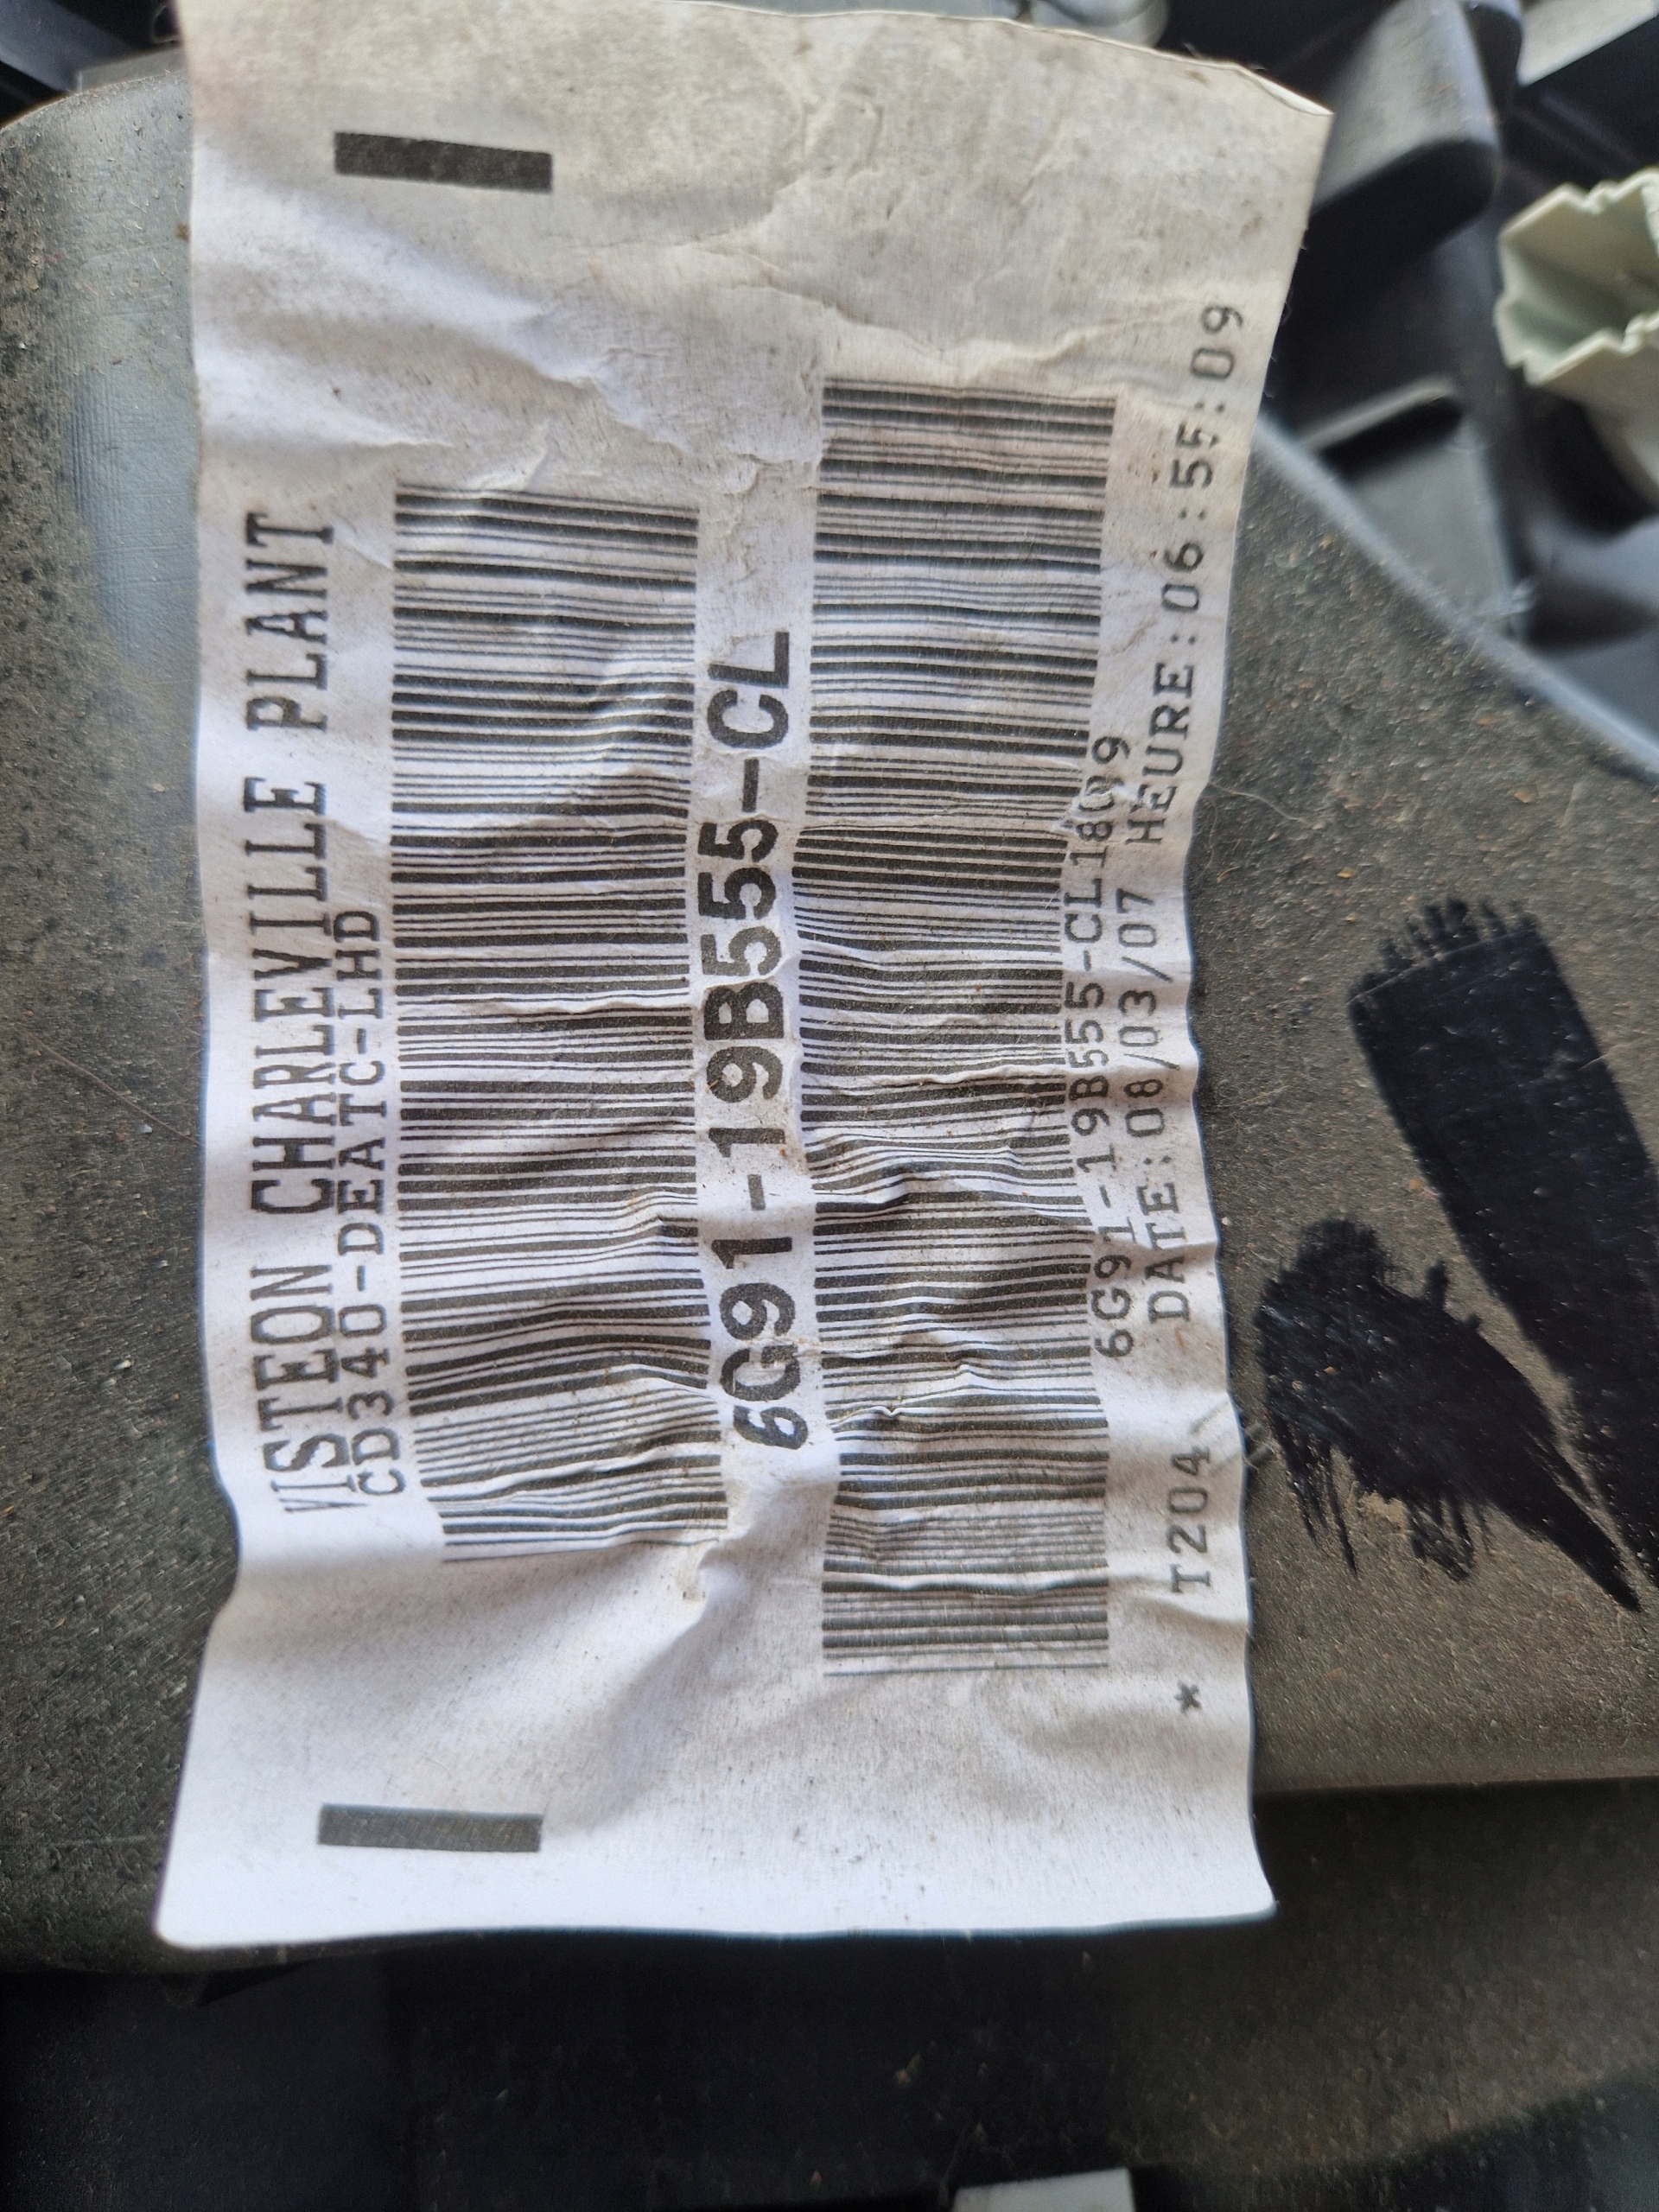 VISTEON CHARLEVILLE PLANT
CD340-DEATC-LHD
6G91-19B555-CL
6G91-19B555-CL1809
* T204 DATE:08/03/07 HEURE:06:55:09